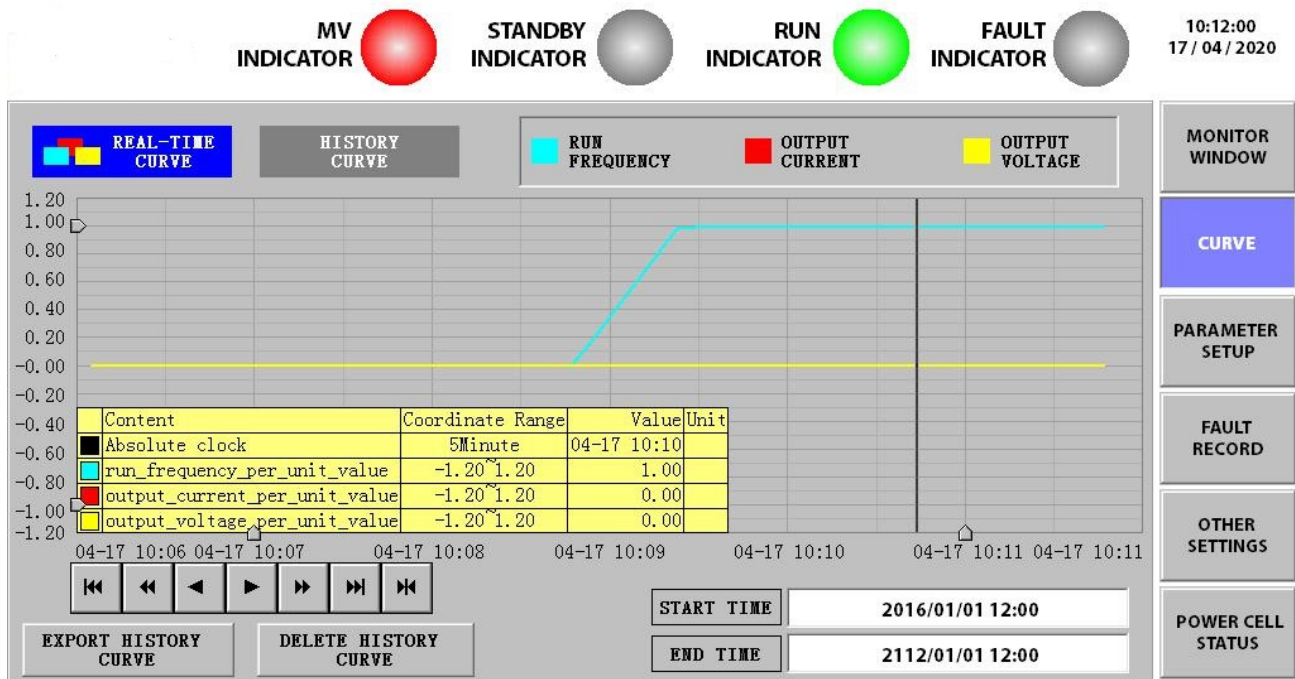 MV
INDICATOR
STANDBY
INDICATOR
RUN
INDICATOR
FAULT
INDICATOR
10:12:00
17 / 04 / 2020
REAL-TIME
CURVE
HISTORY
CURVE
RUN
FREQUENCY
OUTPUT
CURRENT
OUTPUT
VOLTAGE
MONITOR
WINDOW
CURVE
PARAMETER
SETUP
FAULT
RECORD
OTHER
SETTINGS
POWER CELL
STATUS
1.20
1.00
0.80
0.60
0.40
0.20
-0.00
-0.20
-0.40
-0.60
-0.80
-1.00
-1.20
Content Coordinate Range Value Unit
Absolute clock 5Minute 04-17 10:10
run_frequency_per_unit_value -1.20~1.20 1.00
output_current_per_unit_value -1.20~1.20 0.00
output_voltage_per_unit_value -1.20~1.20 0.00
04-17 10:06 04-17 10:07 04-17 10:08 04-17 10:09 04-17 10:10 04-17 10:11 04-17 10:11
START TIME 2016/01/01 12:00
END TIME 2112/01/01 12:00
EXPORT HISTORY
CURVE
DELETE HISTORY
CURVE